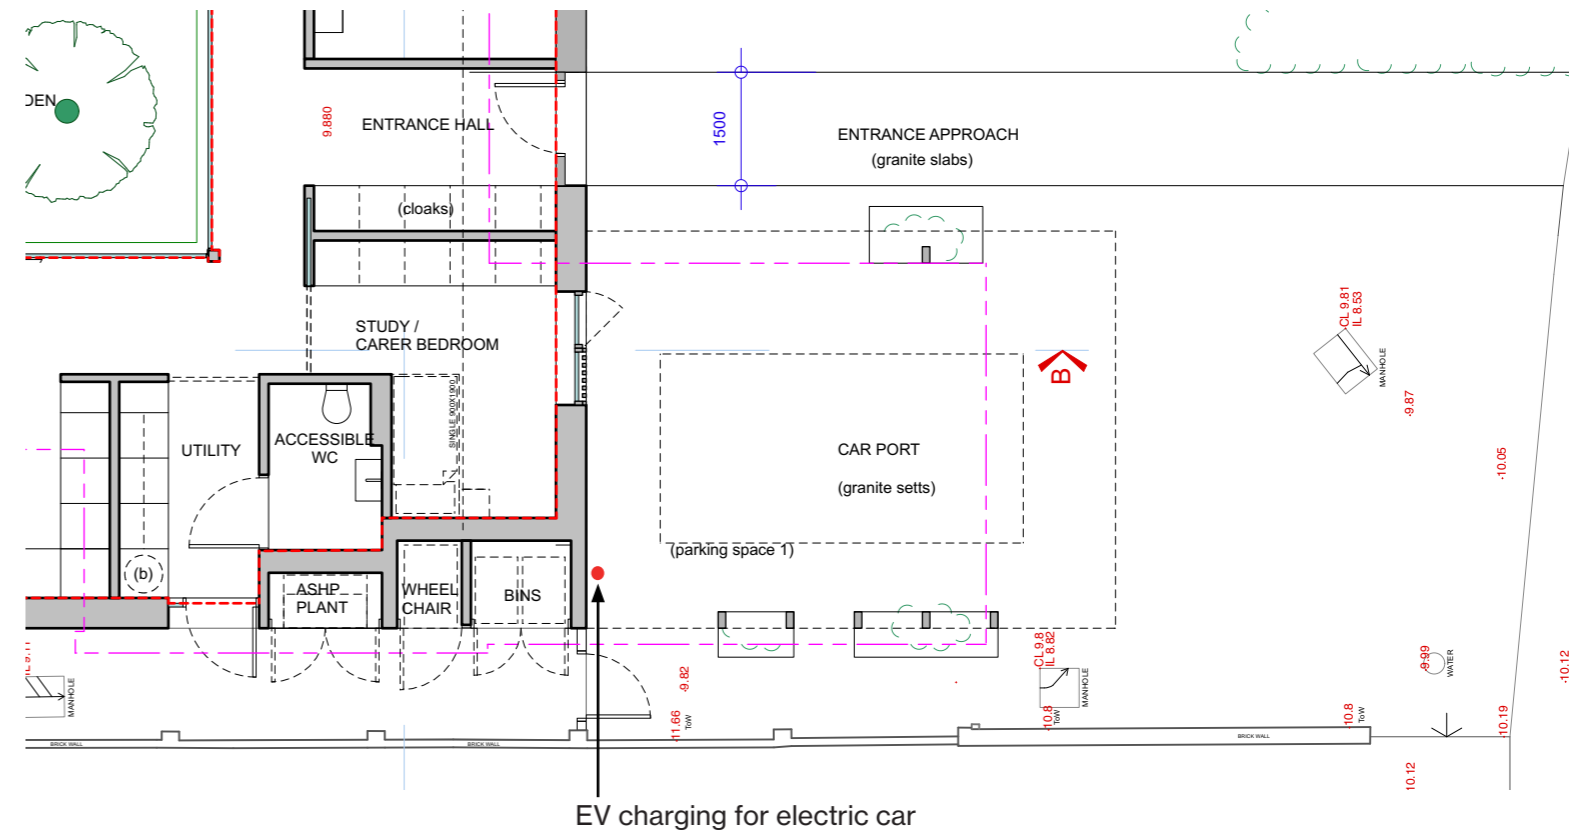 DEN
9.880
ENTRANCE HALL
1500
ENTRANCE APPROACH
(granite slabs)
(cloaks)
STUDY /
CARER BEDROOM
SINGLE 900X1900
B
CL 9.81
IL 8.53
MANHOLE
9.87
10.05
UTILITY
ACCESSIBLE
WC
CAR PORT
(granite setts)
(parking space 1)
(b)
ASHP
PLANT
WHEEL
CHAIR
BINS
MANHOLE
9.82
11.66
ToW
CL 9.8
IL 8.82
MANHOLE
10.8
ToW
10.8
ToW
9.99
WATER
10.12
10.19
10.12
BRICK WALL
BRICK WALL
BRICK WALL
EV charging for electric car